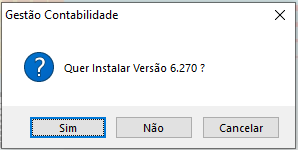 Gestão Contabilidade
Quer Instalar Versão 6.270 ?
Sim
Não
Cancelar